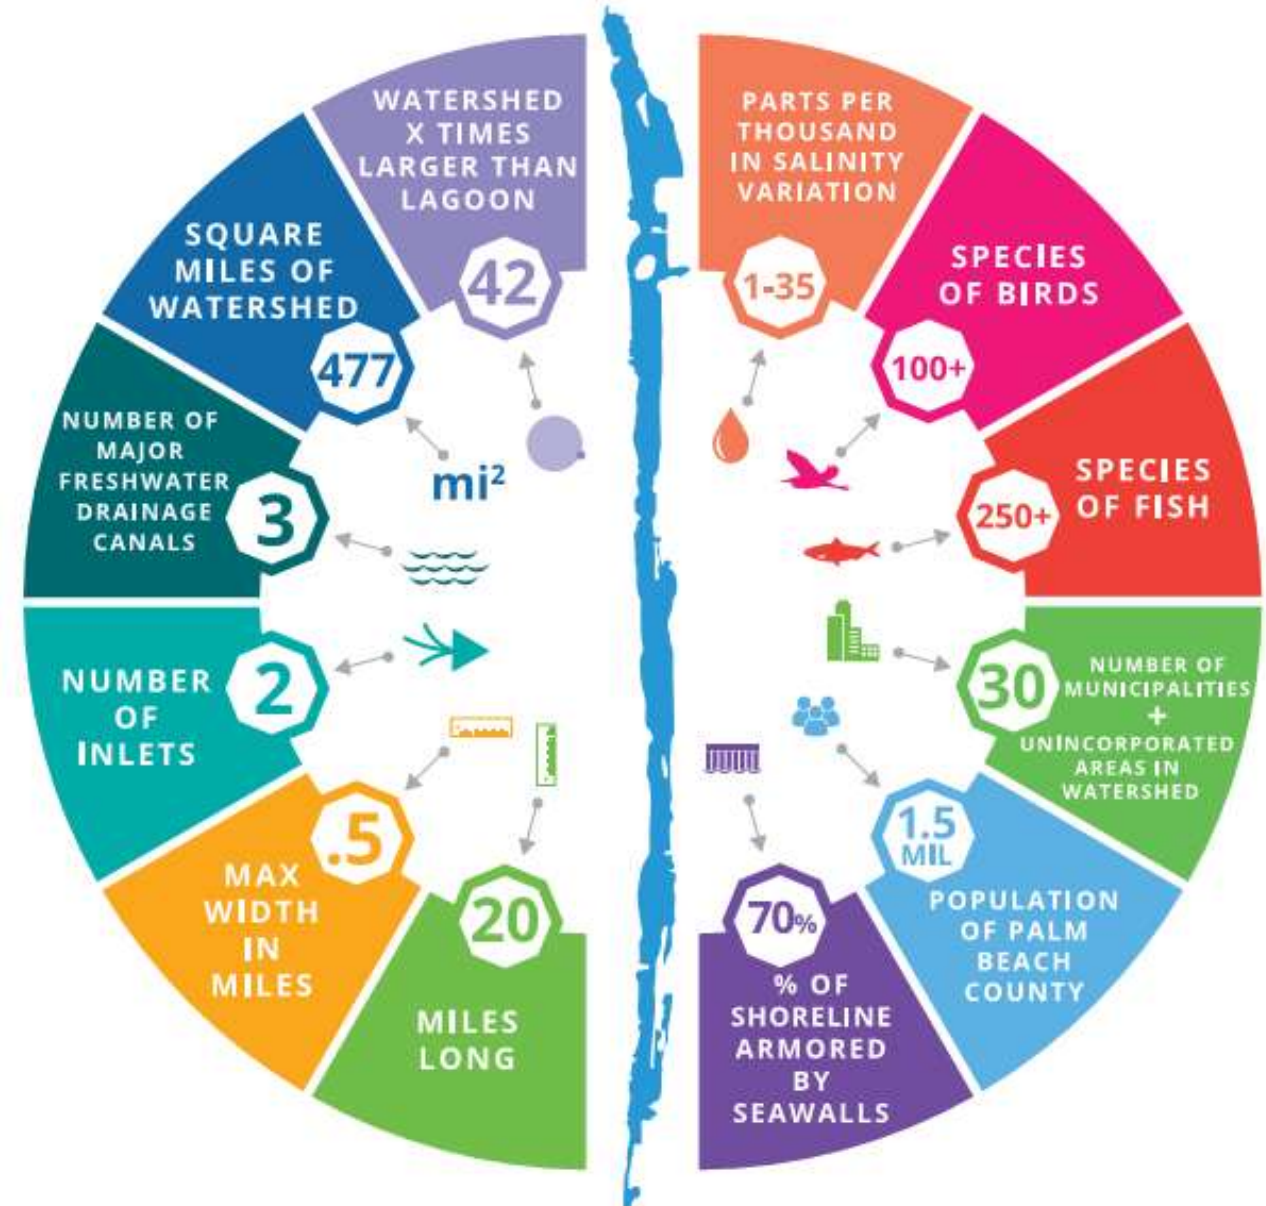 WATERSHED
X TIMES
LARGER THAN
LAGOON
42
SQUARE
MILES OF
WATERSHED
477
mi²
NUMBER OF
MAJOR
FRESHWATER
DRAINAGE
CANALS
3
NUMBER
OF
INLETS
2
.5
MAX
WIDTH
IN
MILES
20
MILES
LONG
PARTS PER
THOUSAND
IN SALINITY
VARIATION
1-35
SPECIES
OF BIRDS
100+
SPECIES
OF FISH
250+
30
NUMBER OF
MUNICIPALITIES
+
UNINCORPORATED
AREAS IN
WATERSHED
1.5
MIL
POPULATION
OF PALM
BEACH
COUNTY
70%
% OF
SHORELINE
ARMORED
BY
SEAWALLS